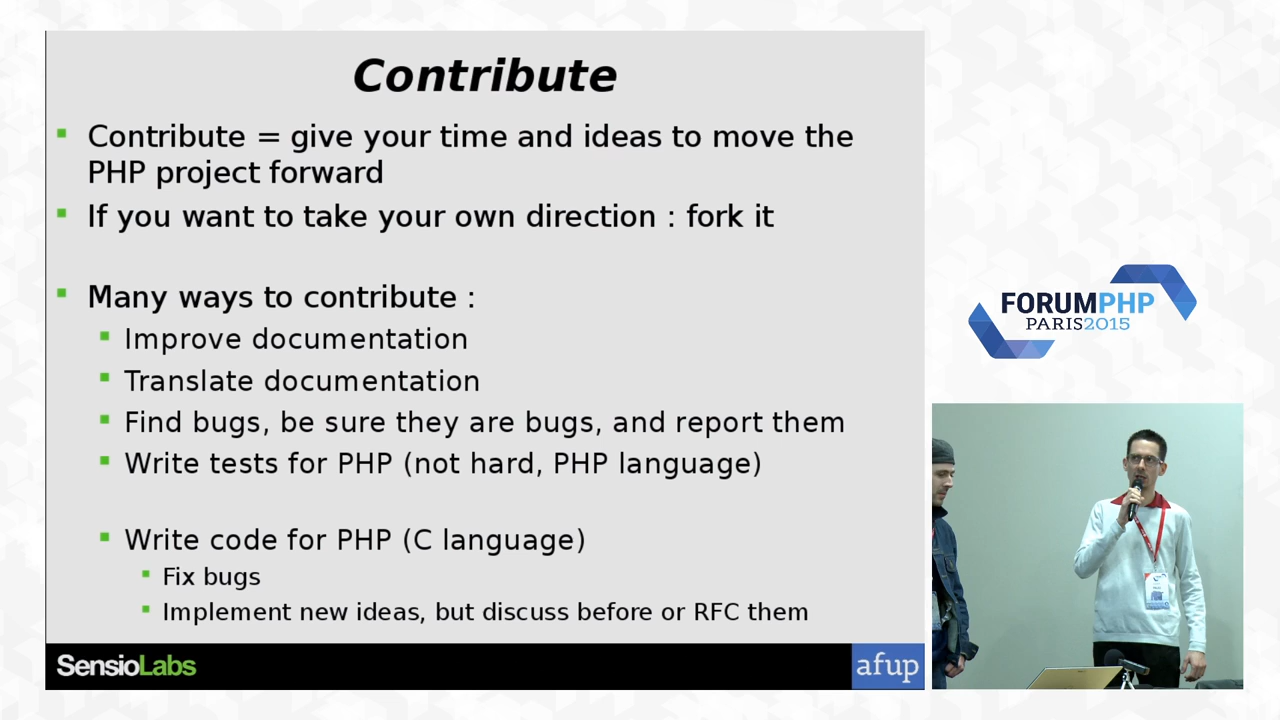 Contribute
Contribute = give your time and ideas to move the
PHP project forward
If you want to take your own direction : fork it
Many ways to contribute :
Improve documentation
Translate documentation
Find bugs, be sure they are bugs, and report them
Write tests for PHP (not hard, PHP language)
Write code for PHP (C language)
Fix bugs
Implement new ideas, but discuss before or RFC them
SensioLabs
afup
FORUMPHP
PARIS2015